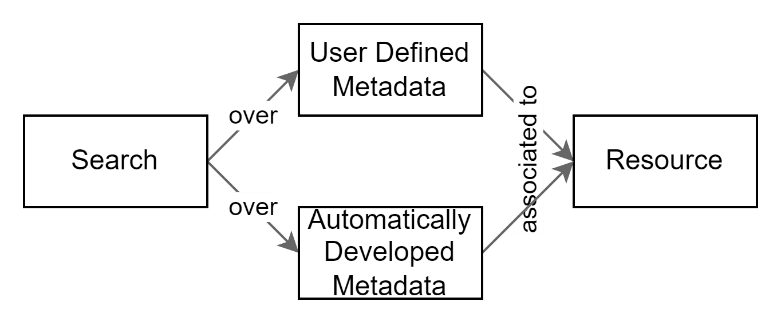 User Defined
Metadata
over
Search
associated to
Resource
over
Automatically
Developed
Metadata